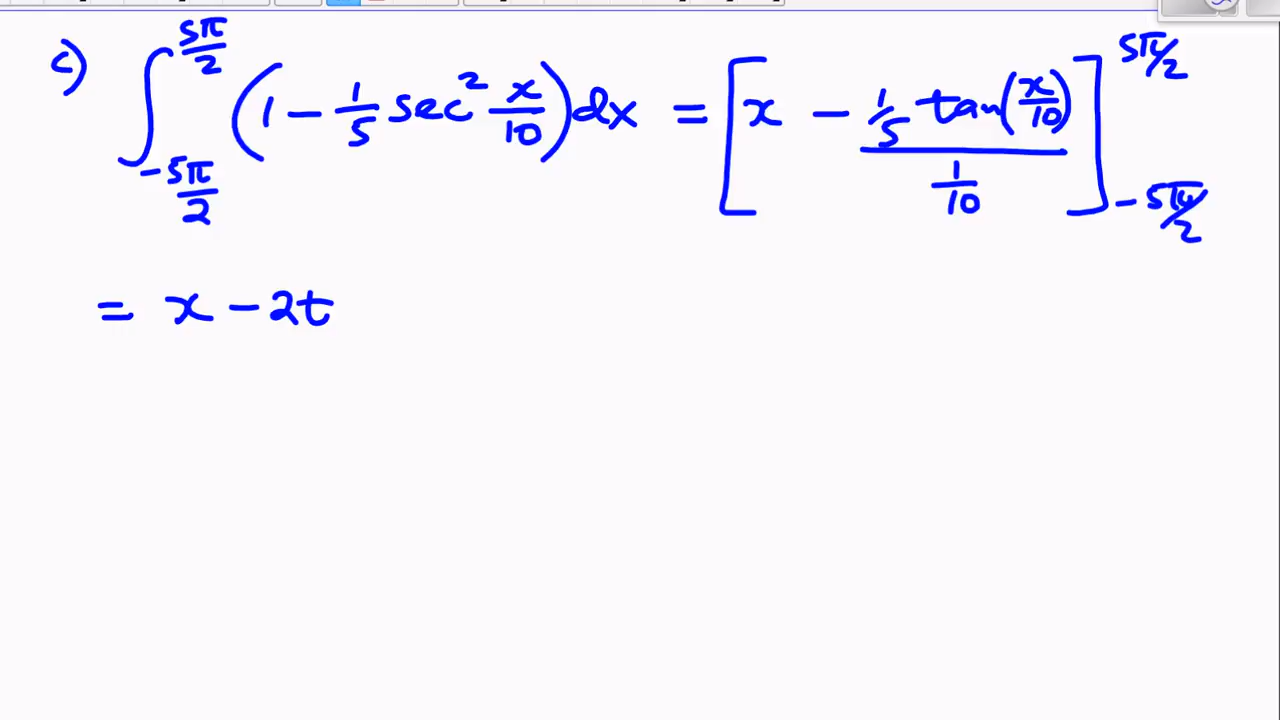 c) ∫_{-5π/2}^{5π/2} (1 - 1/5 sec² x/10) dx = [x - (1/5 tan(x/10))/(1/10)]_{-5π/2}^{5π/2}
= x - 2t